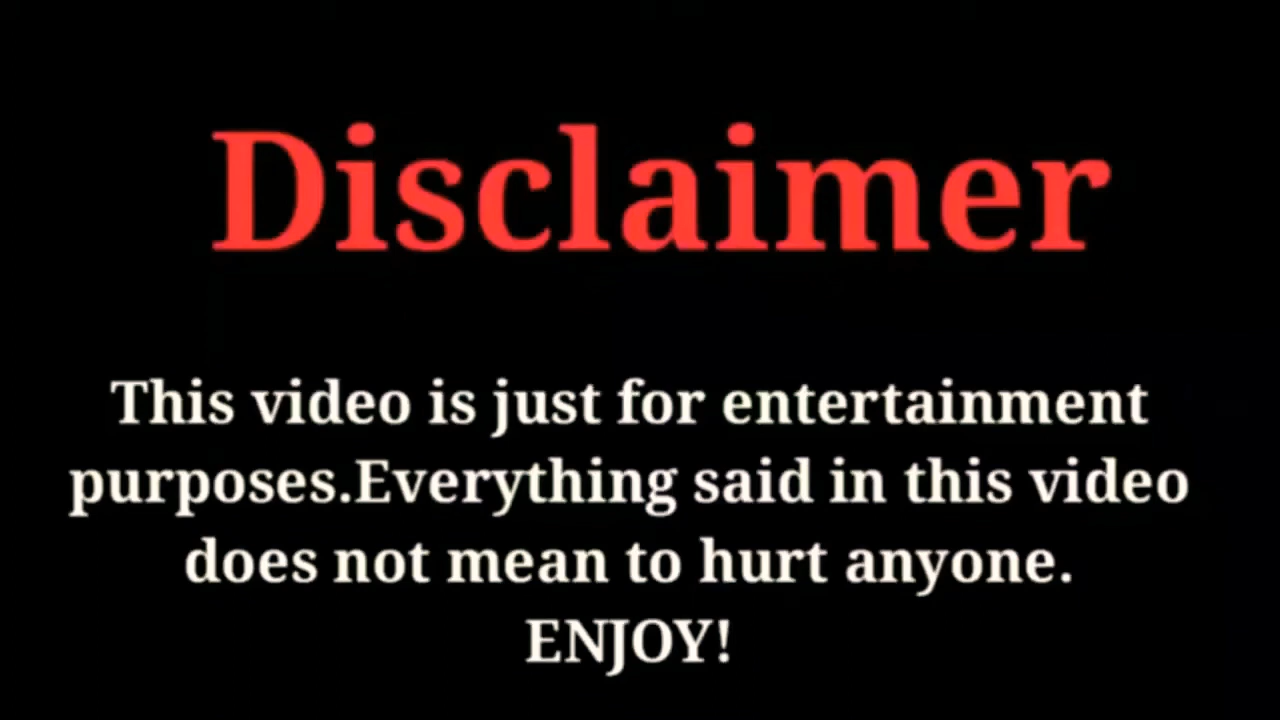 Disclaimer
This video is just for entertainment
purposes.Everything said in this video
does not mean to hurt anyone.
ENJOY!